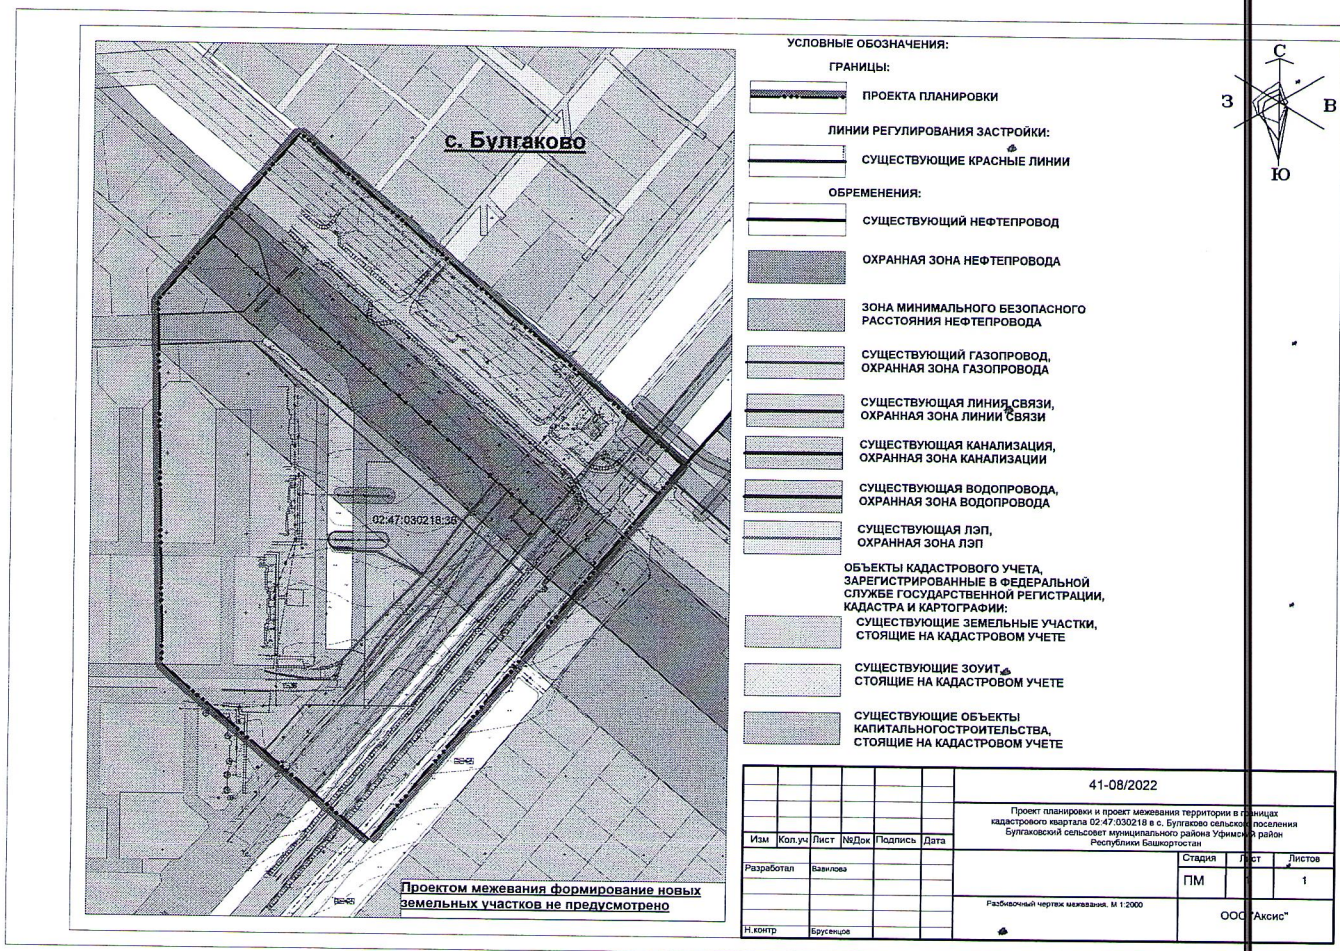 с. Булгаково
02:47:030218:36
Проектом межевания формирование новых
земельных участков не предусмотрено
УСЛОВНЫЕ ОБОЗНАЧЕНИЯ:
ГРАНИЦЫ:
ПРОЕКТА ПЛАНИРОВКИ
ЛИНИИ РЕГУЛИРОВАНИЯ ЗАСТРОЙКИ:
СУЩЕСТВУЮЩИЕ КРАСНЫЕ ЛИНИИ
ОБРЕМЕНЕНИЯ:
СУЩЕСТВУЮЩИЙ НЕФТЕПРОВОД
ОХРАННАЯ ЗОНА НЕФТЕПРОВОДА
ЗОНА МИНИМАЛЬНОГО БЕЗОПАСНОГО
РАССТОЯНИЯ НЕФТЕПРОВОДА
СУЩЕСТВУЮЩИЙ ГАЗОПРОВОД,
ОХРАННАЯ ЗОНА ГАЗОПРОВОДА
СУЩЕСТВУЮЩАЯ ЛИНИЯ СВЯЗИ,
ОХРАННАЯ ЗОНА ЛИНИИ СВЯЗИ
СУЩЕСТВУЮЩАЯ КАНАЛИЗАЦИЯ,
ОХРАННАЯ ЗОНА КАНАЛИЗАЦИИ
СУЩЕСТВУЮЩАЯ ВОДОПРОВОДА,
ОХРАННАЯ ЗОНА ВОДОПРОВОДА
СУЩЕСТВУЮЩАЯ ЛЭП,
ОХРАННАЯ ЗОНА ЛЭП
ОБЪЕКТЫ КАДАСТРОВОГО УЧЕТА,
ЗАРЕГИСТРИРОВАННЫЕ В ФЕДЕРАЛЬНОЙ
СЛУЖБЕ ГОСУДАРСТВЕННОЙ РЕГИСТРАЦИИ,
КАДАСТРА И КАРТОГРАФИИ:
СУЩЕСТВУЮЩИЕ ЗЕМЕЛЬНЫЕ УЧАСТКИ,
СТОЯЩИЕ НА КАДАСТРОВОМ УЧЕТЕ
СУЩЕСТВУЮЩИЕ ЗОУИТ,
СТОЯЩИЕ НА КАДАСТРОВОМ УЧЕТЕ
СУЩЕСТВУЮЩИЕ ОБЪЕКТЫ
КАПИТАЛЬНОГОСТРОИТЕЛЬСТВА,
СТОЯЩИЕ НА КАДАСТРОВОМ УЧЕТЕ
С
З В
Ю
41-08/2022
Проект планировки и проект межевания территории в границах
кадастрового квартала 02:47:030218 в с. Булгаково сельского поселения
Булгаковский сельсовет муниципального района Уфимский район
Республики Башкортостан
Изм Кол.уч Лист №Док Подпись Дата
Разработал Вавилова
Стадия Лист Листов
ПМ 1
Разбивочный чертеж межевания. М 1:2000
ООО "Аксис"
Н.контр Брусенцов